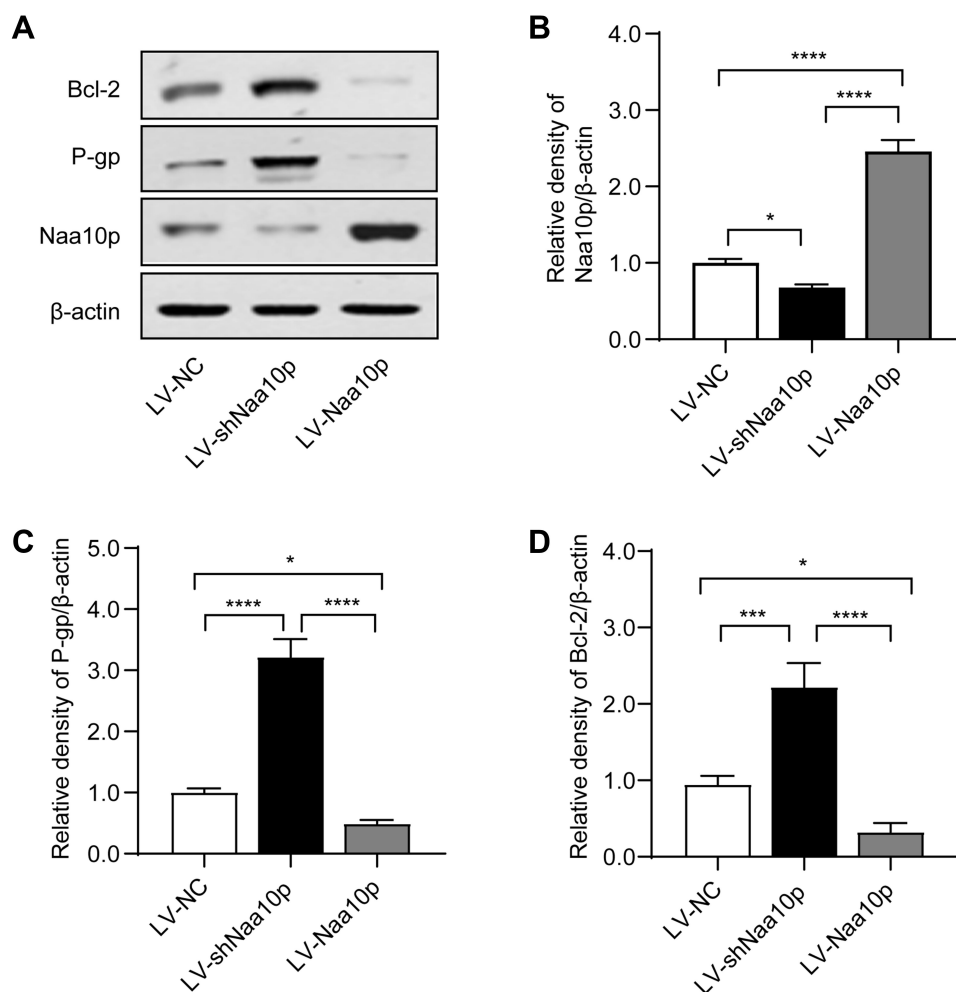 A
Bcl-2
P-gp
Naa10p
β-actin
LV-NC
LV-shNaa10p
LV-Naa10p
B
Relative density of
Naa10p/β-actin
4.0
3.0
2.0
1.0
0.0
****
****
*
LV-NC
LV-shNaa10p
LV-Naa10p
C
Relative density of P-gp/β-actin
5.0
4.0
3.0
2.0
1.0
0.0
*
****
****
LV-NC
LV-shNaa10p
LV-Naa10p
D
Relative density of Bcl-2/β-actin
4.0
3.0
2.0
1.0
0.0
*
***
****
LV-NC
LV-shNaa10p
LV-Naa10p